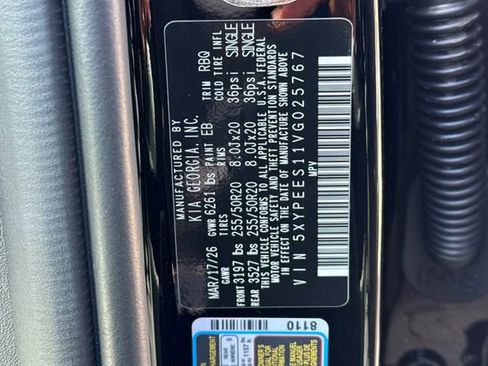 MANUFACTURED BY
KIA GEORGIA, INC.
MAR/17/26 GVWR 6261 lbs PAINT EB TRIM RBQ
GAWR TIRES RIMS COLD TIRE INFL
FRONT 3197 lbs 255/50R20 8.0Jx20 36psi SINGLE
REAR 3527 lbs 255/50R20 8.0Jx20 36psi SINGLE
THIS VEHICLE CONFORMS TO ALL APPLICABLE U.S.A. FEDERAL
MOTOR VEHICLE SAFETY AND THEFT PREVENTION STANDARDS
IN EFFECT ON THE DATE OF MANUFACTURE SHOWN ABOVE.
VIN 5XYPEES11VG025767
MPV
8110
REAR